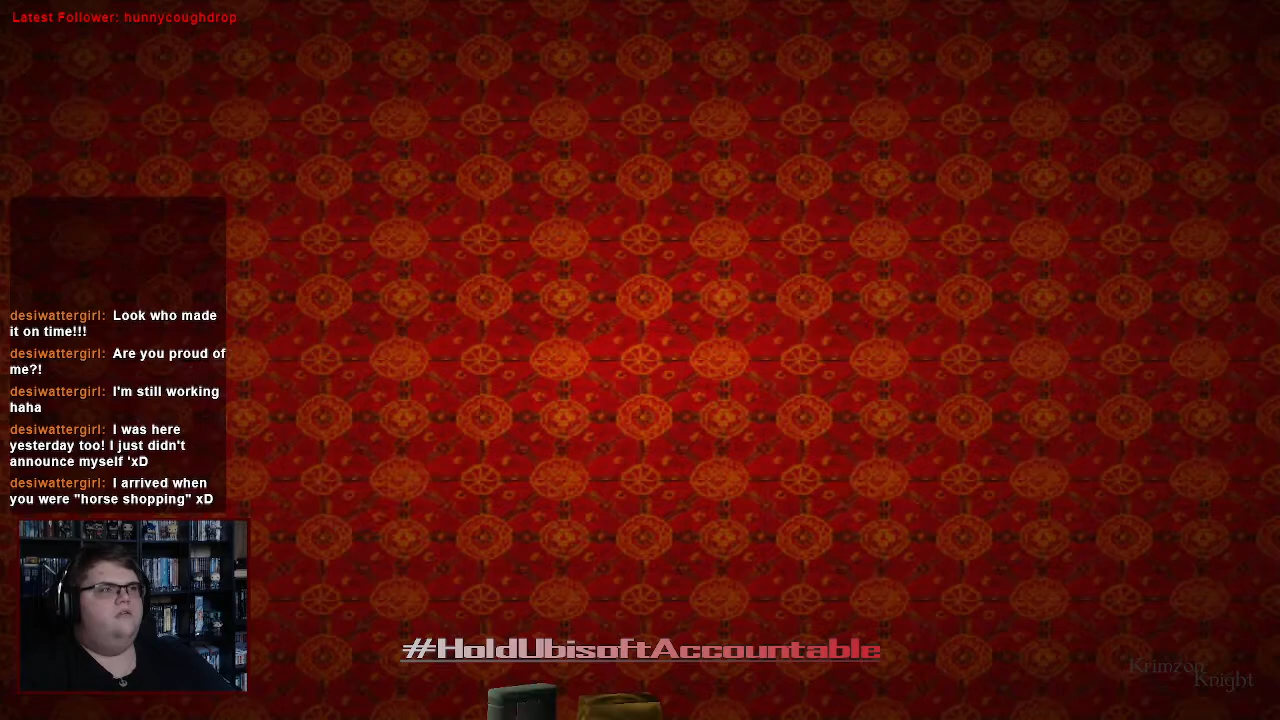 Latest Follower: hunnycoughdrop
desiwattergirl: Look who made
it on time!!!
desiwattergirl: Are you proud of
me?!
desiwattergirl: I'm still working
haha
desiwattergirl: I was here
yesterday too! I just didn't
announce myself 'xD
desiwattergirl: I arrived when
you were "horse shopping" xD
#HoldUbisoftAccountable
Krimzon
Knight